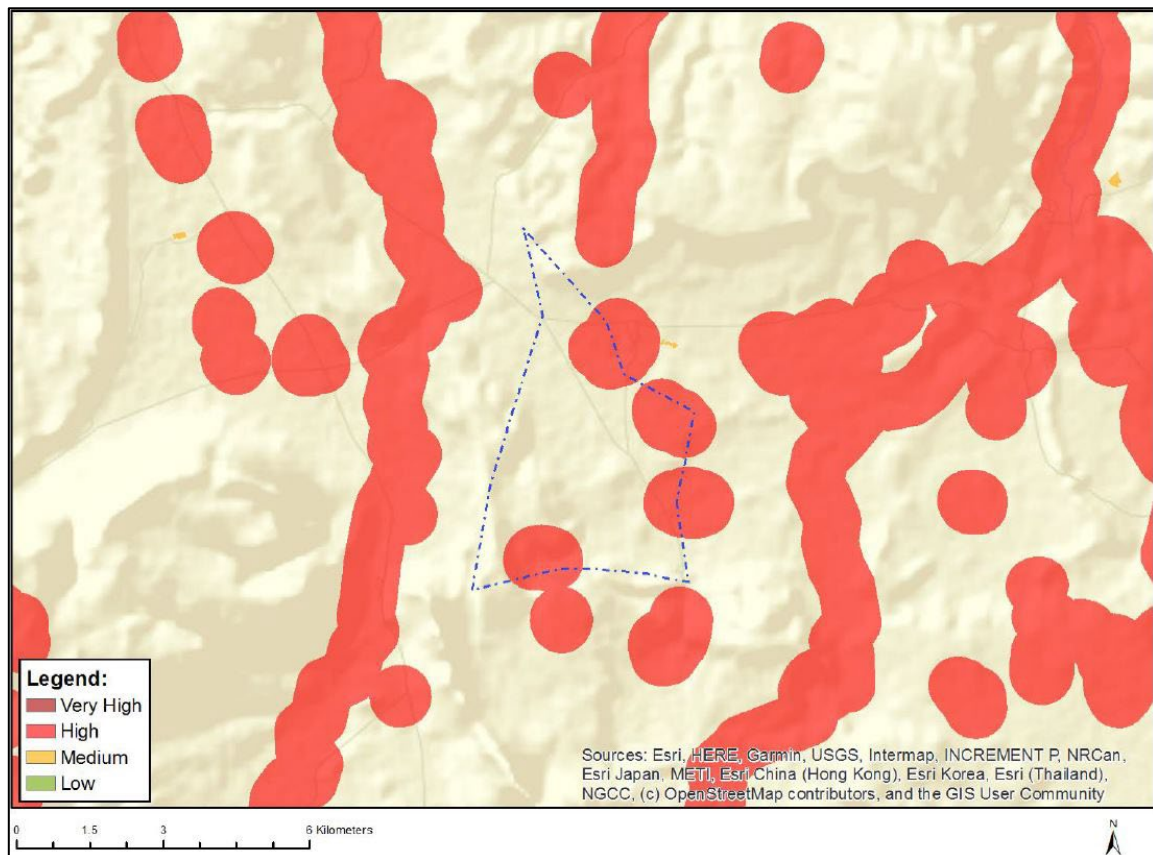 Legend:
Very High
High
Medium
Low
Sources: Esri, HERE, Garmin, USGS, Intermap, INCREMENT P, NRCan,
Esri Japan, METI, Esri China (Hong Kong), Esri Korea, Esri (Thailand),
NGCC, (c) OpenStreetMap contributors, and the GIS User Community
0 1.5 3 6 Kilometers
N